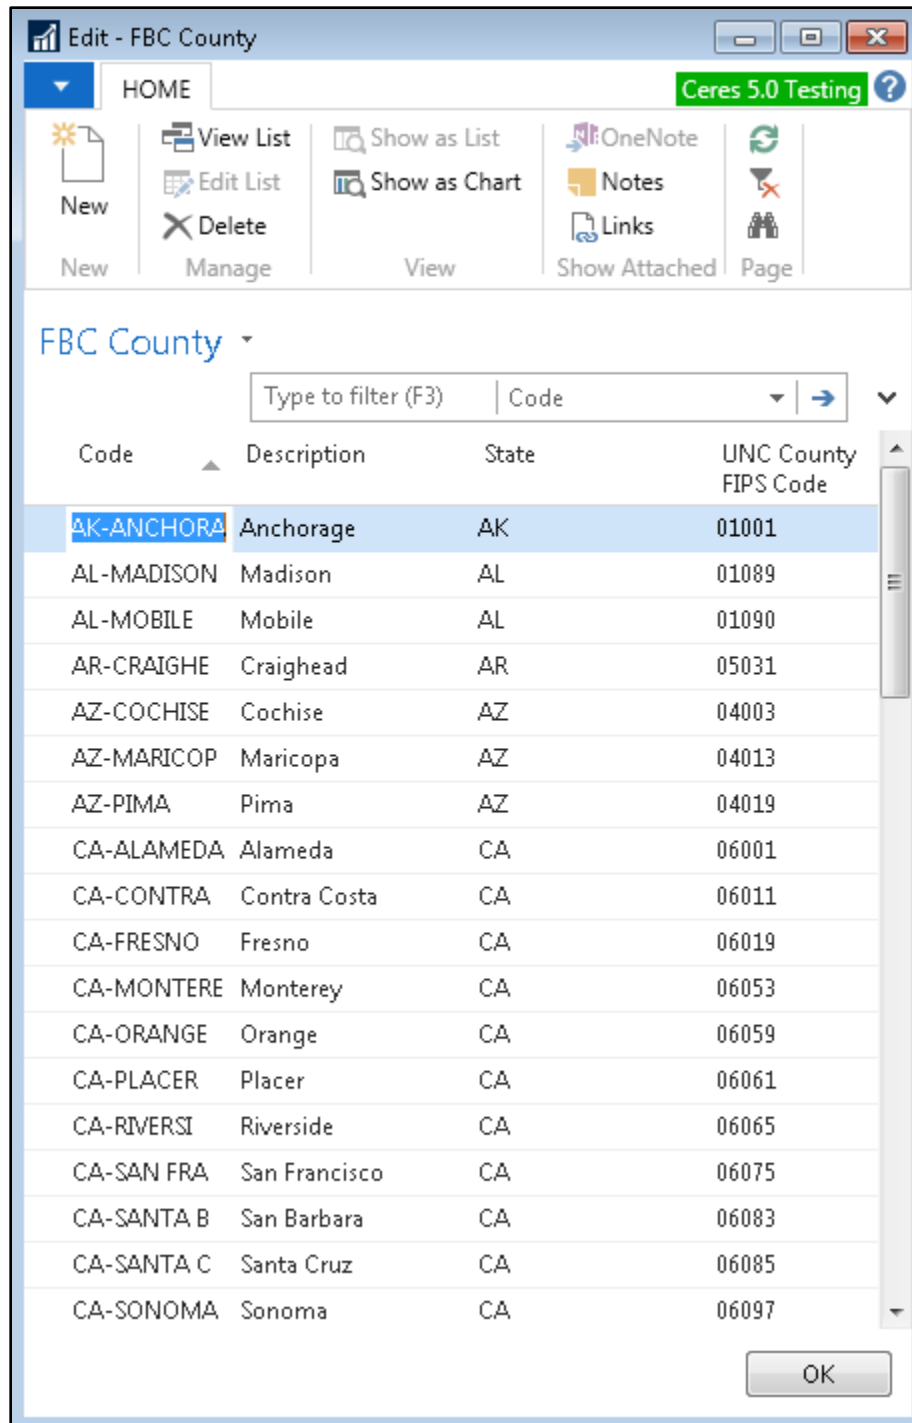 Edit - FBC County
HOME
Ceres 5.0 Testing
New
View List
Edit List
Delete
Show as List
Show as Chart
OneNote
Notes
Links
New
Manage
View
Show Attached
Page
FBC County
Type to filter (F3) Code
Code Description State UNC County
FIPS Code
AK-ANCHORA Anchorage AK 01001
AL-MADISON Madison AL 01089
AL-MOBILE Mobile AL 01090
AR-CRAIGHE Craighead AR 05031
AZ-COCHISE Cochise AZ 04003
AZ-MARICOP Maricopa AZ 04013
AZ-PIMA Pima AZ 04019
CA-ALAMEDA Alameda CA 06001
CA-CONTRA Contra Costa CA 06011
CA-FRESNO Fresno CA 06019
CA-MONTERE Monterey CA 06053
CA-ORANGE Orange CA 06059
CA-PLACER Placer CA 06061
CA-RIVERSI Riverside CA 06065
CA-SAN FRA San Francisco CA 06075
CA-SANTA B San Barbara CA 06083
CA-SANTA C Santa Cruz CA 06085
CA-SONOMA Sonoma CA 06097
OK